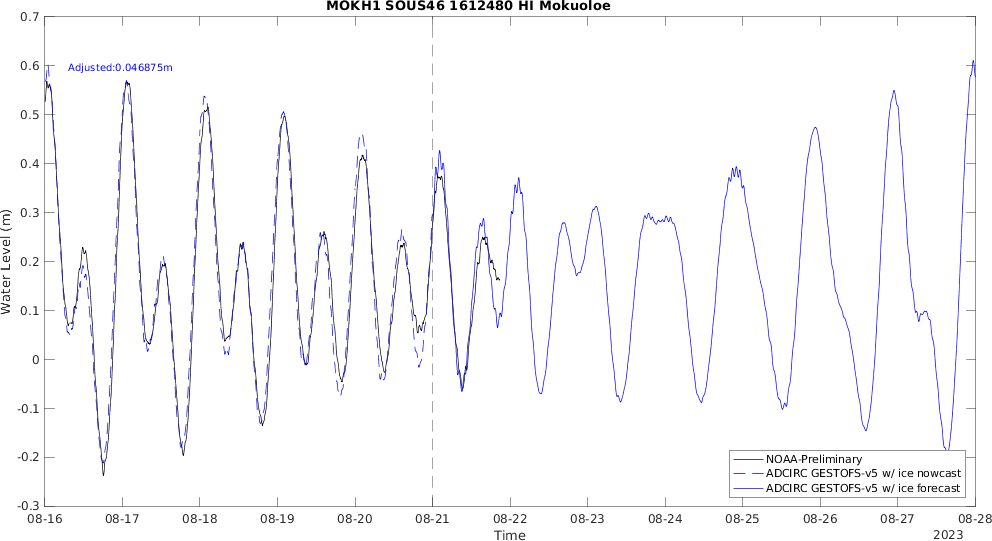 MOKH1 SOUS46 1612480 HI Mokuoloe
Adjusted:0.046875m
Water Level (m)
0.7
0.6
0.5
0.4
0.3
0.2
0.1
0
-0.1
-0.2
-0.3
NOAA-Preliminary
ADCIRC GESTOFS-v5 w/ ice nowcast
ADCIRC GESTOFS-v5 w/ ice forecast
08-16 08-17 08-18 08-19 08-20 08-21 08-22 08-23 08-24 08-25 08-26 08-27 08-28
Time
2023